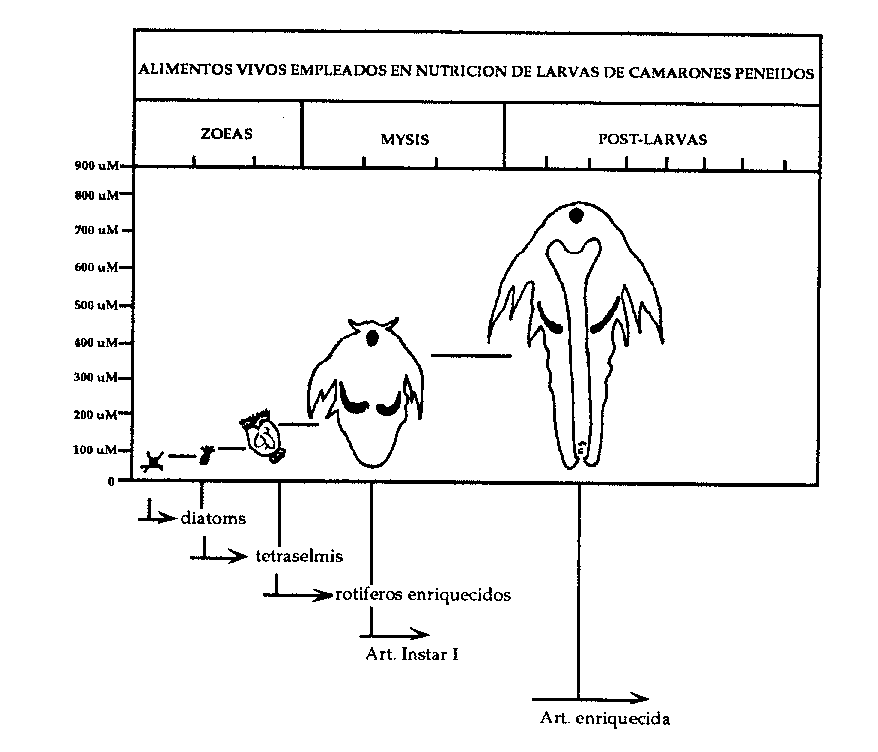 ALIMENTOS VIVOS EMPLEADOS EN NUTRICION DE LARVAS DE CAMARONES PENEIDOS
ZOEAS MYSIS POST-LARVAS
900 uM
800 uM
700 uM
600 uM
500 uM
400 uM
300 uM
200 uM
100 uM
0
diatoms
tetraselmis
rotiferos enriquecidos
Art. Instar I
Art. enriquecida